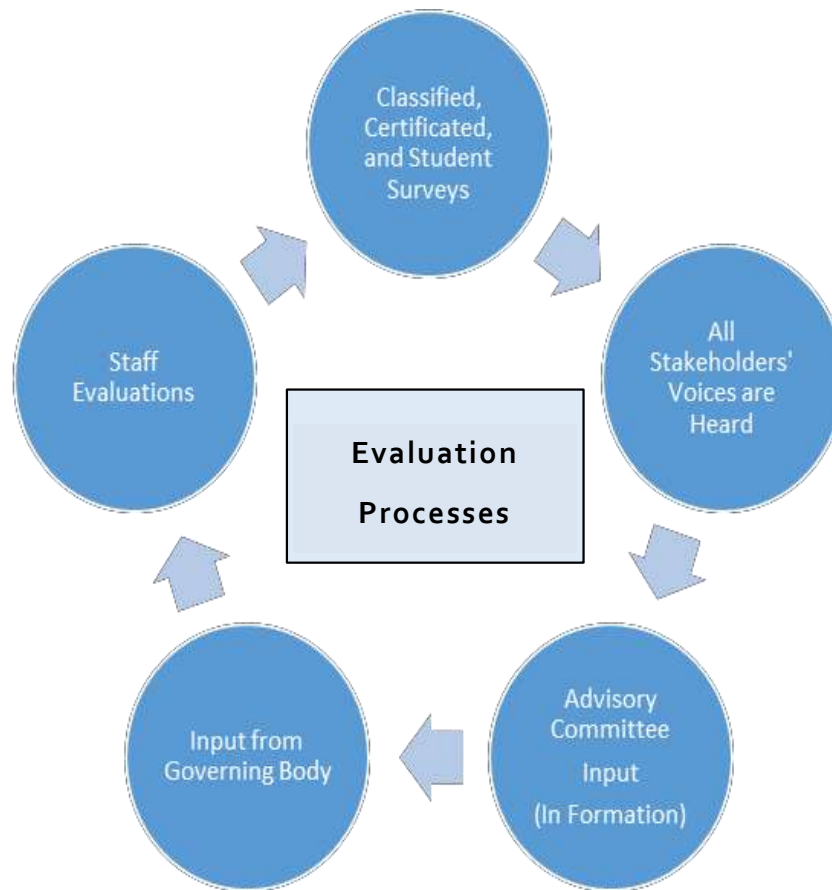 Classified,
Certificated,
and Student
Surveys
All
Stakeholders'
Voices are
Heard
Advisory
Committee
Input
(In Formation)
Input from
Governing Body
Staff
Evaluations
Evaluation
Processes